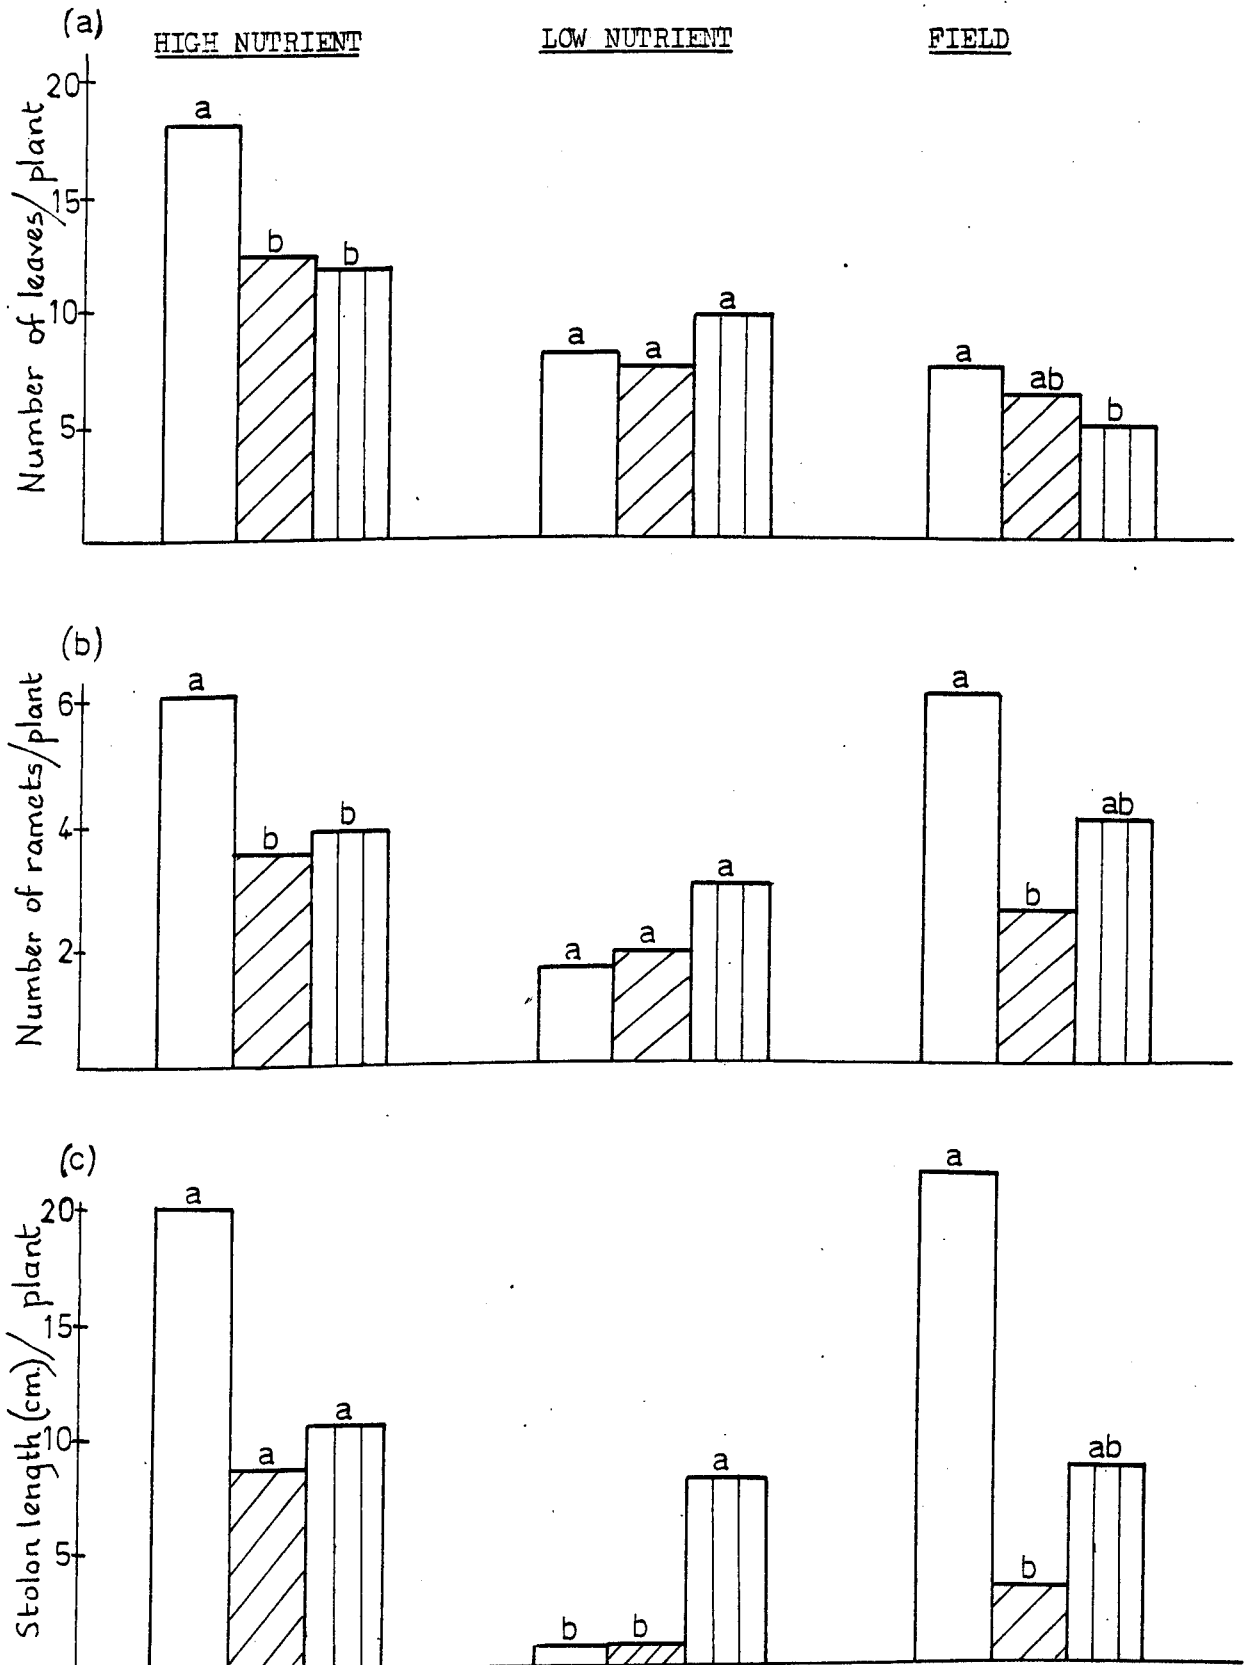 (a)
HIGH NUTRIENT LOW NUTRIENT FIELD
Number of leaves/plant
20
15
10
5
a b b
a a a
a ab b
(b)
Number of ramets/plant
6
4
2
a b b
a a a
a b ab
(c)
Stolon length (cm)/plant
20
15
10
5
a a a
b b a
a b ab